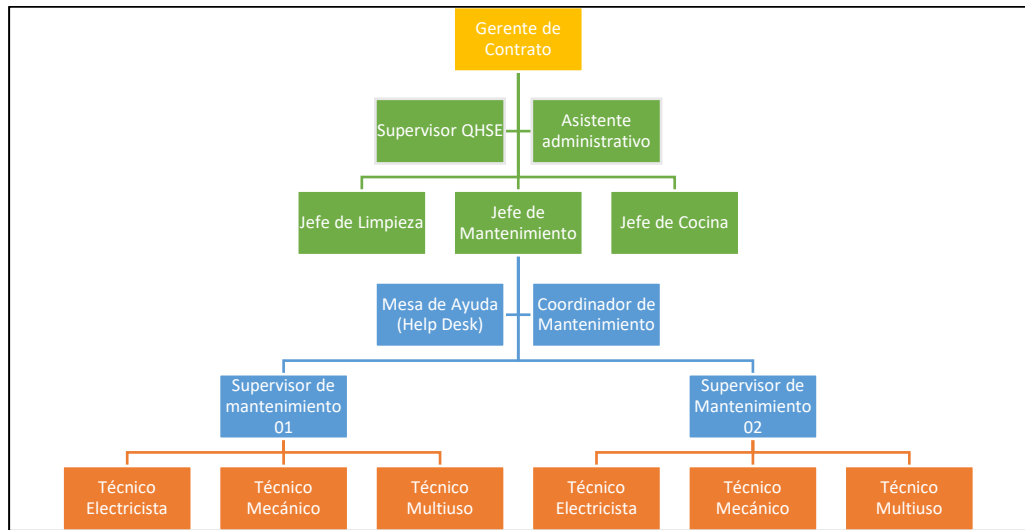 Gerente de
Contrato
Supervisor QHSE
Asistente
administrativo
Jefe de Limpieza
Jefe de
Mantenimiento
Jefe de Cocina
Mesa de Ayuda
(Help Desk)
Coordinador de
Mantenimiento
Supervisor de
mantenimiento
01
Supervisor de
Mantenimiento
02
Técnico
Electricista
Técnico
Mecánico
Técnico
Multiuso
Técnico
Electricista
Técnico
Mecánico
Técnico
Multiuso